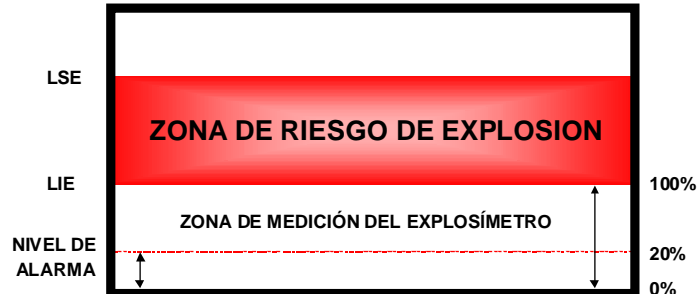 LSE
ZONA DE RIESGO DE EXPLOSION
LIE
100%
ZONA DE MEDICIÓN DEL EXPLOSÍMETRO
NIVEL DE
ALARMA
20%
0%